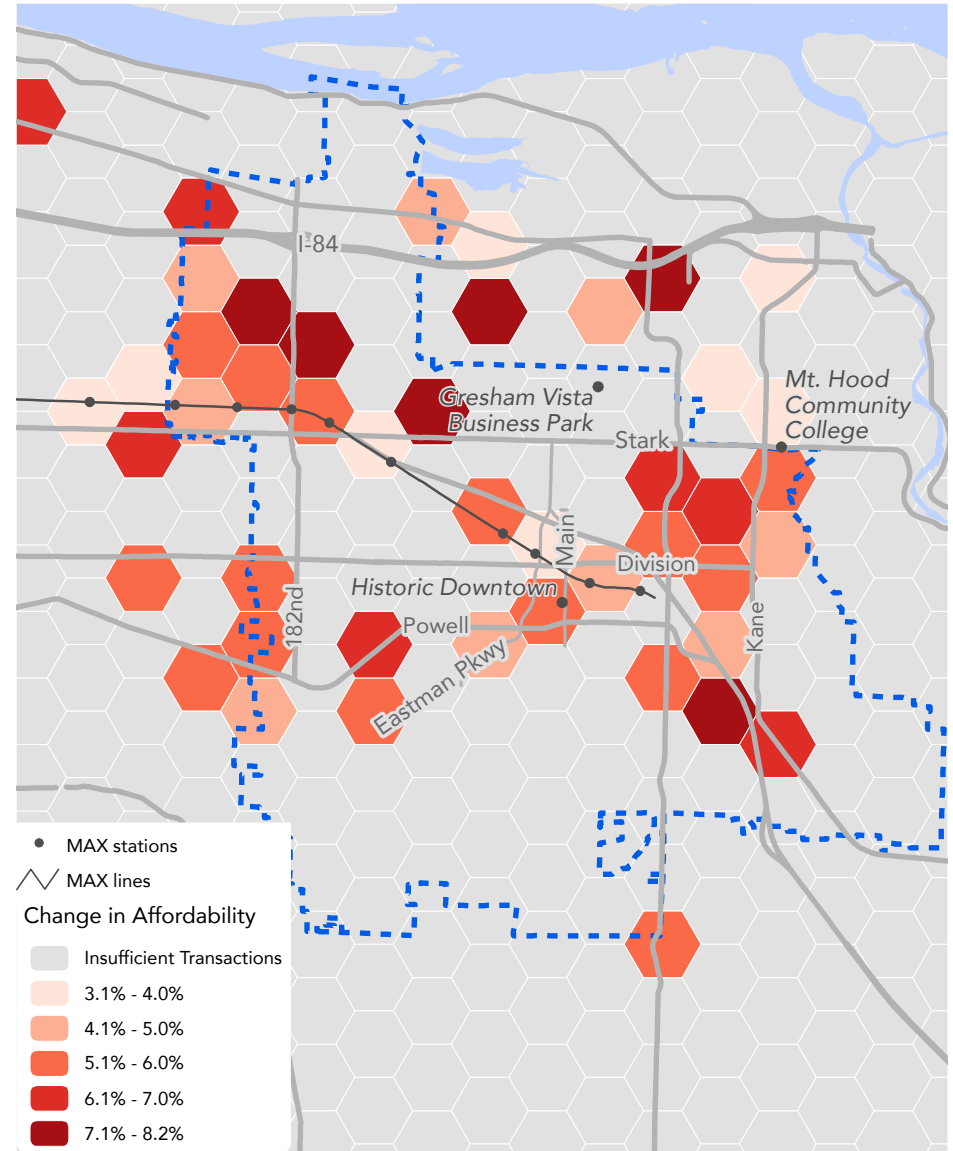 I-84
Gresham Vista
Business Park
Mt. Hood
Community
College
Stark
Main
Division
Historic Downtown
182nd
Powell
Kane
Eastman Pkwy
MAX stations
MAX lines
Change in Affordability
Insufficient Transactions
3.1% - 4.0%
4.1% - 5.0%
5.1% - 6.0%
6.1% - 7.0%
7.1% - 8.2%